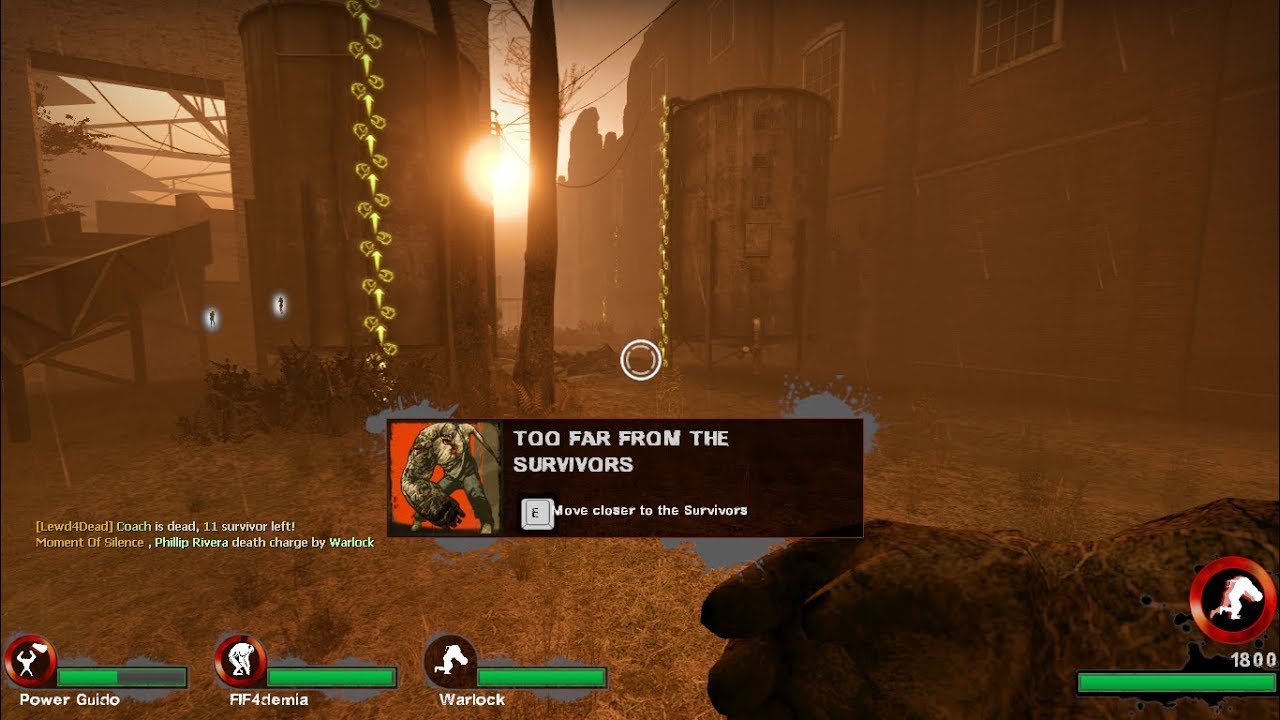 TOO FAR FROM THE
SURVIVORS
E Move closer to the Survivors
[Lewd4Dead] Coach is dead, 11 survivor left!
Moment Of Silence , Phillip Rivera death charge by Warlock
1800
Power Guido
FIF4demia
Warlock